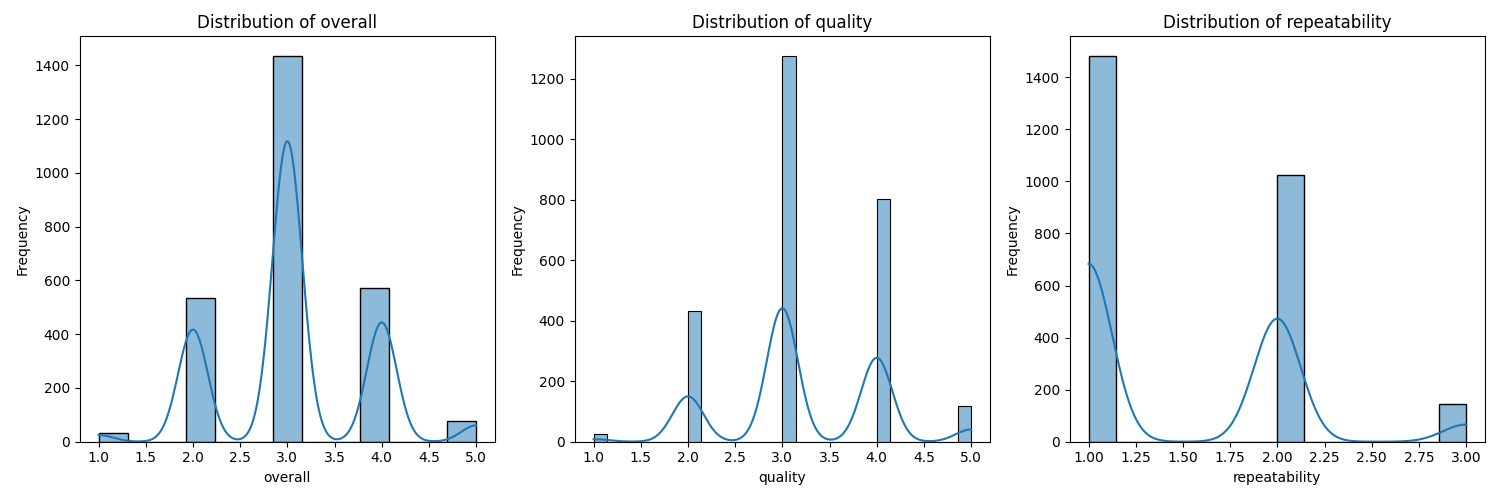 Distribution of overall
Frequency
1400
1200
1000
800
600
400
200
0
1.0 1.5 2.0 2.5 3.0 3.5 4.0 4.5 5.0
overall
Distribution of quality
Frequency
1200
1000
800
600
400
200
0
1.0 1.5 2.0 2.5 3.0 3.5 4.0 4.5 5.0
quality
Distribution of repeatability
Frequency
1400
1200
1000
800
600
400
200
0
1.00 1.25 1.50 1.75 2.00 2.25 2.50 2.75 3.00
repeatability